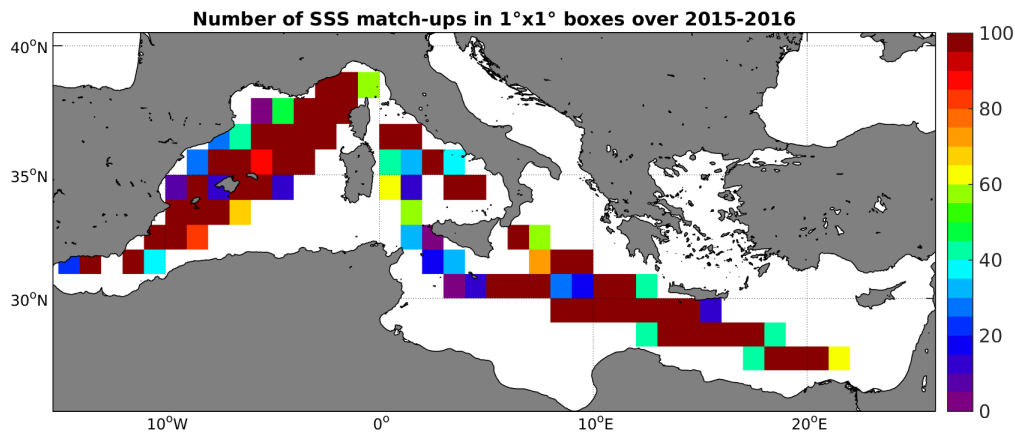 Number of SSS match-ups in 1°x1° boxes over 2015-2016
40°N
35°N
30°N
10°W
0°
10°E
20°E
100
80
60
40
20
0